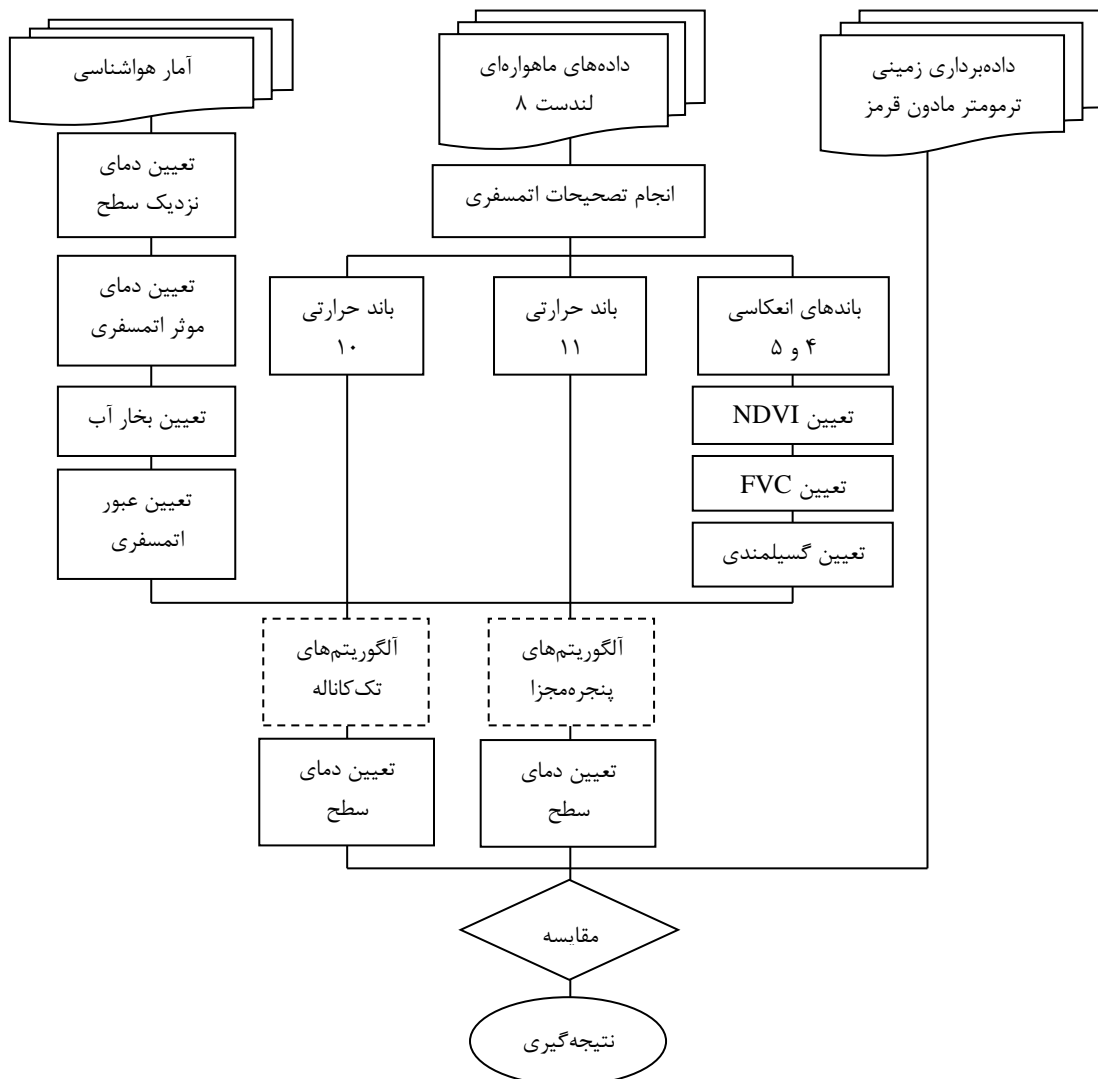 آمار هواشناسی
داده‌های ماهواره‌ای
لندست ۸
داده‌برداری زمینی
ترمومتر مادون قرمز
تعیین دمای
نزدیک سطح
انجام تصحیحات اتمسفری
تعیین دمای
موثر اتمسفری
باند حرارتی
۱۰
باند حرارتی
۱۱
باندهای انعکاسی
۴ و ۵
تعیین بخار آب
تعیین NDVI
تعیین عبور
اتمسفری
تعیین FVC
تعیین گسیلمندی
آلگوریتم‌های
تک‌کاناله
آلگوریتم‌های
پنجره‌مجزا
تعیین دمای
سطح
تعیین دمای
سطح
مقایسه
نتیجه‌گیری